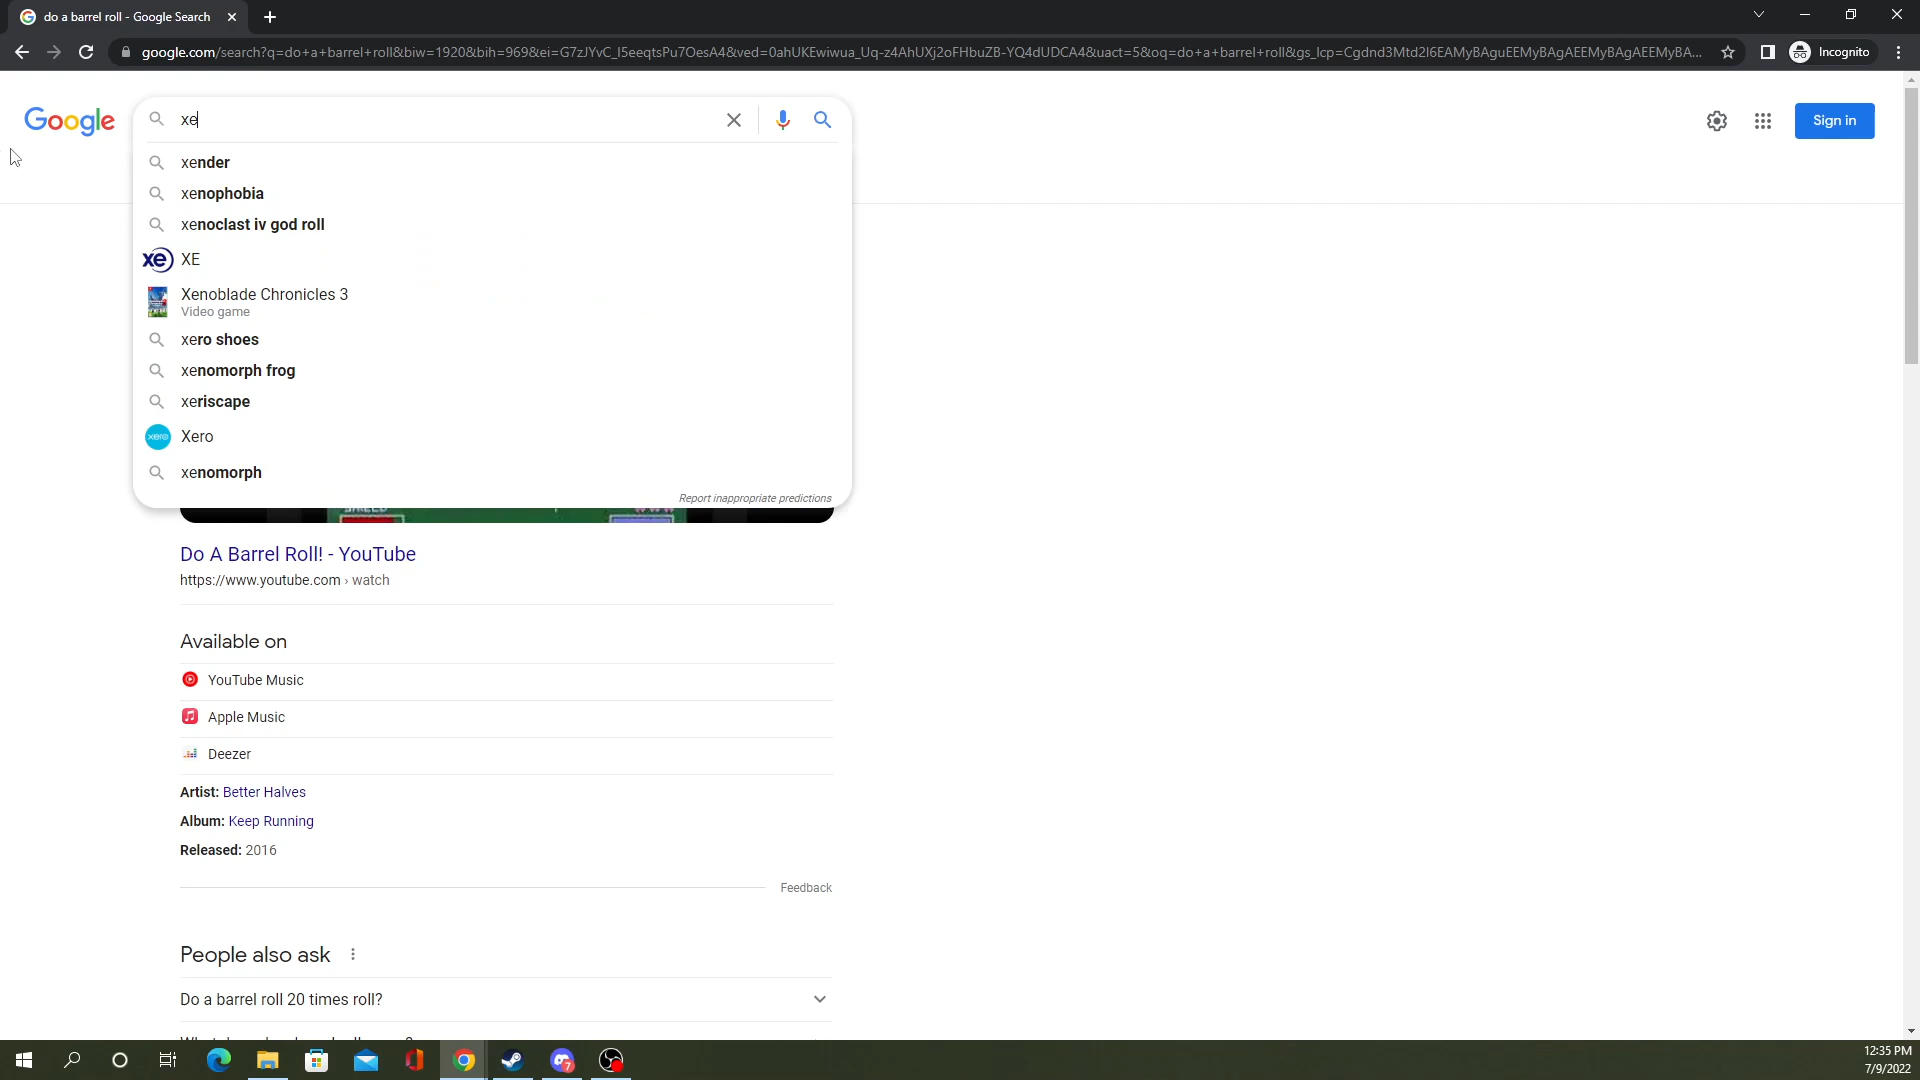 do a barrel roll - Google Search
google.com/search?q=do+a+barrel+roll&biw=1920&bih=969&ei=G7zJYvC_I5eeqtsPu7OesA4&ved=0ahUKEwiwua_Uq-z4AhUXj2oFHbuZB-YQ4dUDCA4&uact=5&oq=do+a+barrel+roll&gs_lcp=Cgdnd3Mtd2l6EAMyBAguEEMyBAgAEEMyBAgAEEMyBA...
Incognito
Google
xe
Sign in
xender
xenophobia
xenoclast iv god roll
xe XE
Xenoblade Chronicles 3
Video game
xero shoes
xenomorph frog
xeriscape
xero Xero
xenomorph
Report inappropriate predictions
Do A Barrel Roll! - YouTube
https://www.youtube.com › watch
Available on
YouTube Music
Apple Music
Deezer
Artist: Better Halves
Album: Keep Running
Released: 2016
Feedback
People also ask
Do a barrel roll 20 times roll?
7
12:35 PM
7/9/2022